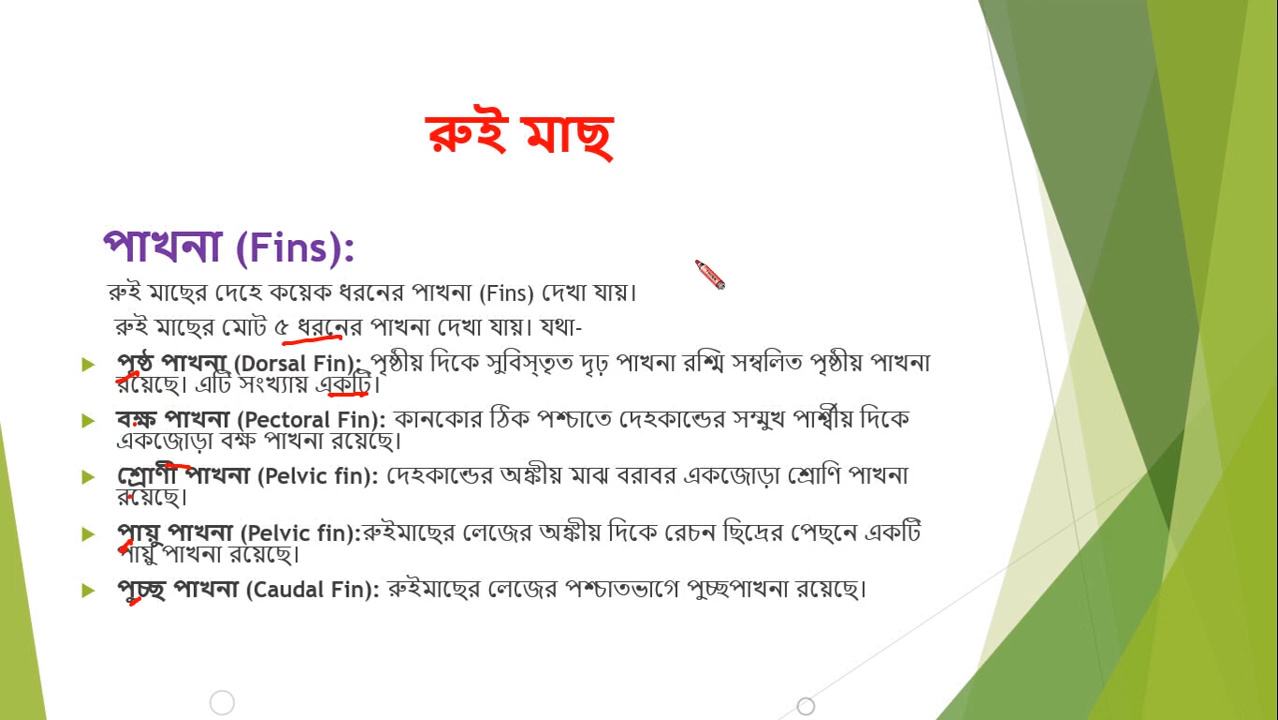 রুই মাছ
পাখনা (Fins):
রুই মাছের দেহে কয়েক ধরনের পাখনা (Fins) দেখা যায়।
রুই মাছের মোট ৫ ধরনের পাখনা দেখা যায়। যথা-
পৃষ্ঠ পাখনা (Dorsal Fin): পৃষ্ঠীয় দিকে সুবিস্তৃত দৃঢ় পাখনা রশ্মি সম্বলিত পৃষ্ঠীয় পাখনা
রয়েছে। এটি সংখ্যায় একটি।
বক্ষ পাখনা (Pectoral Fin): কানকোর ঠিক পশ্চাতে দেহকান্ডের সম্মুখ পার্শ্বীয় দিকে
একজোড়া বক্ষ পাখনা রয়েছে।
শ্রোণী পাখনা (Pelvic fin): দেহকান্ডের অঙ্কীয় মাঝ বরাবর একজোড়া শ্রোণি পাখনা
রয়েছে।
পায়ু পাখনা (Pelvic fin):রুইমাছের লেজের অঙ্কীয় দিকে রেচন ছিদ্রের পেছনে একটি
পায়ু পাখনা রয়েছে।
পুচ্ছ পাখনা (Caudal Fin): রুইমাছের লেজের পশ্চাতভাগে পুচ্ছপাখনা রয়েছে।